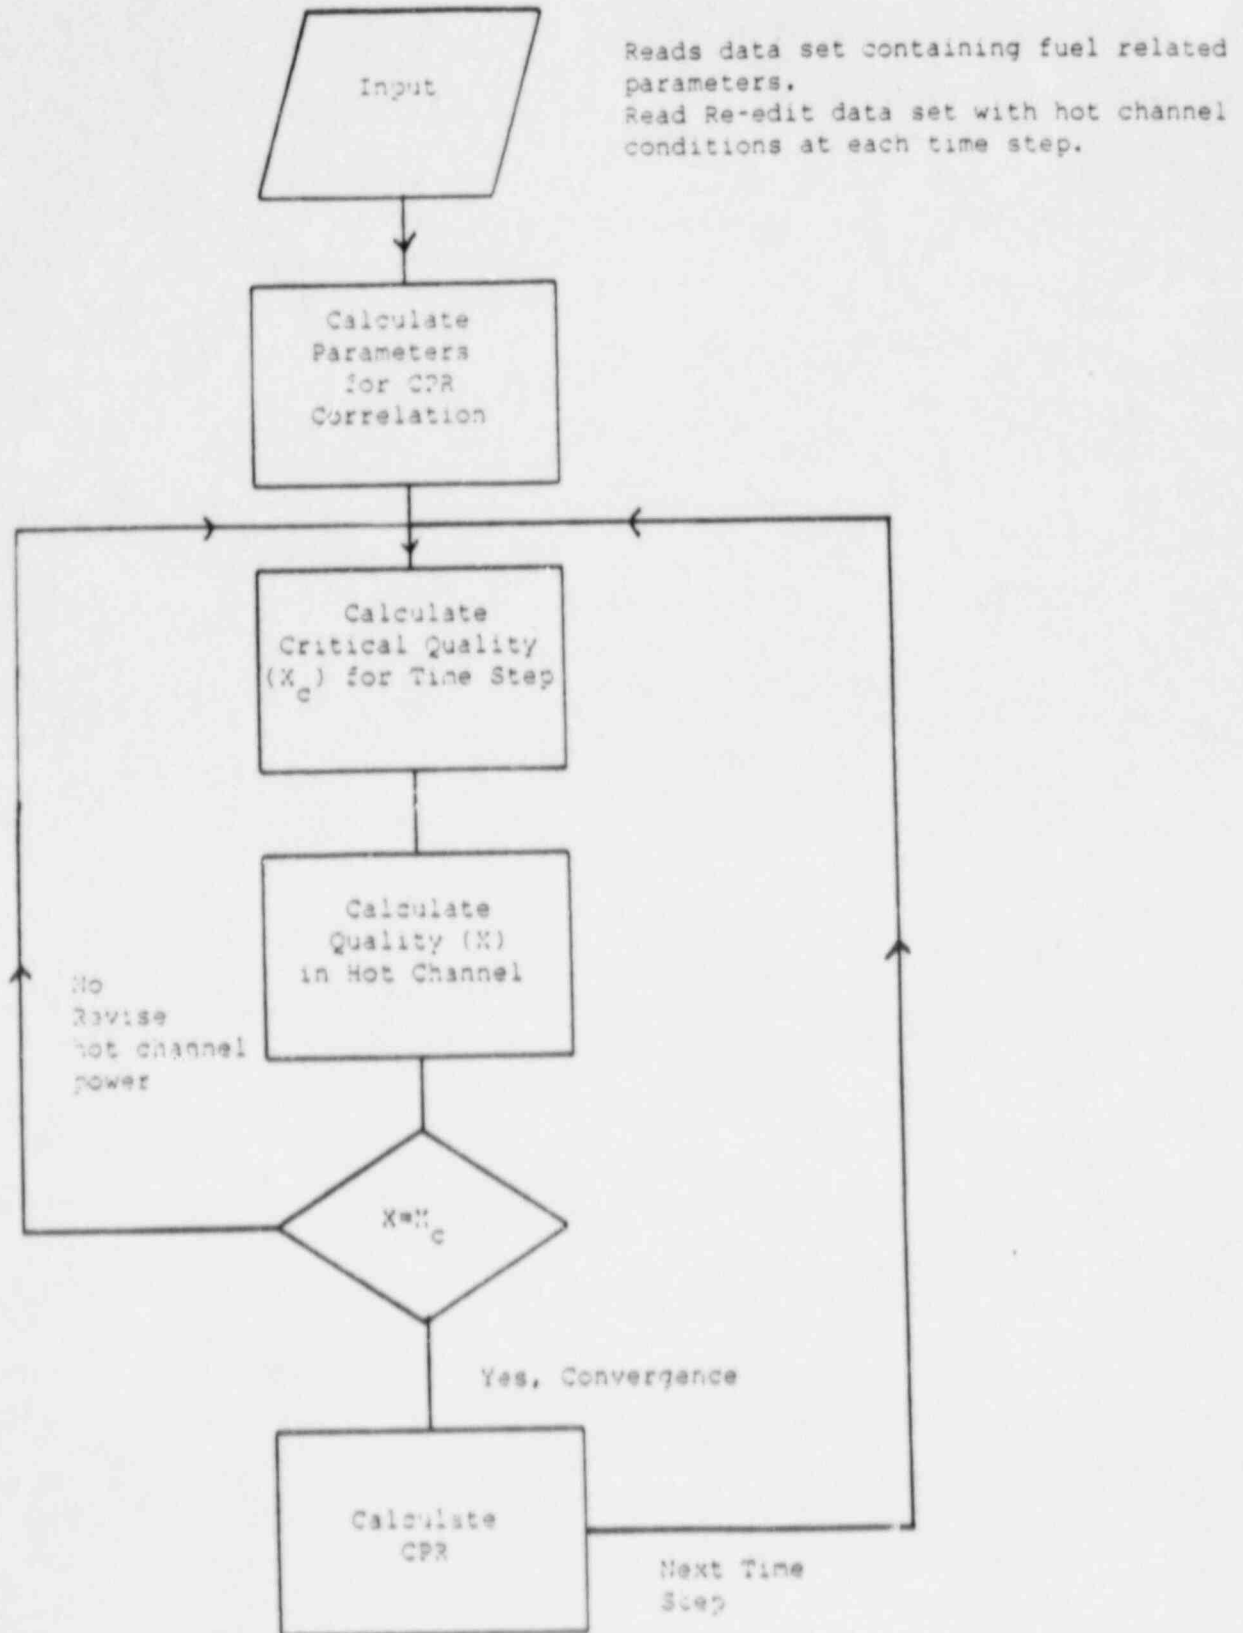 Input
Reads data set containing fuel related
parameters.
Read Re-edit data set with hot channel
conditions at each time step.
Calculate
Parameters
for CPR
Correlation
Calculate
Critical Quality
(X_c) for Time Step
Calculate
Quality (X)
in Hot Channel
No
Revise
hot channel
power
X=X_c
Yes, Convergence
Calculate
CPR
Next Time
Step